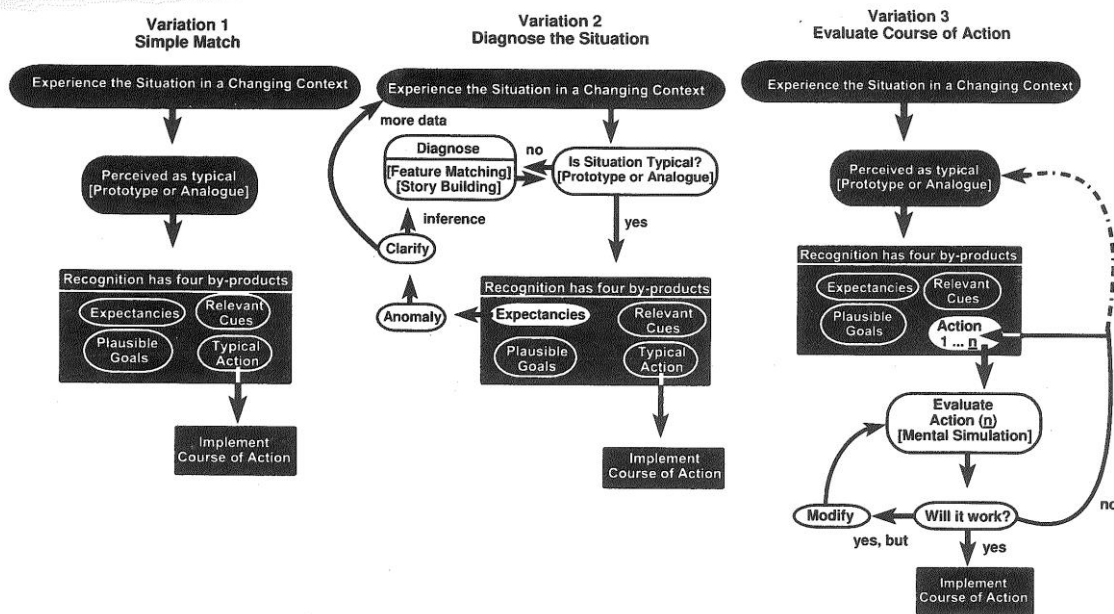 Variation 1
Simple Match
Experience the Situation in a Changing Context
Perceived as typical
[Prototype or Analogue]
Recognition has four by-products
Expectancies
Relevant
Cues
Plausible
Goals
Typical
Action
Implement
Course of Action
Variation 2
Diagnose the Situation
Experience the Situation in a Changing Context
more data
Diagnose
[Feature Matching]
[Story Building]
no
Is Situation Typical?
[Prototype or Analogue]
inference
yes
Clarify
Anomaly
Recognition has four by-products
Expectancies
Relevant
Cues
Plausible
Goals
Typical
Action
Implement
Course of Action
Variation 3
Evaluate Course of Action
Experience the Situation in a Changing Context
Perceived as typical
[Prototype or Analogue]
Recognition has four by-products
Expectancies
Relevant
Cues
Plausible
Goals
Action
1 ... n
Evaluate
Action (n)
[Mental Simulation]
Modify
Will it work?
no
yes, but
yes
Implement
Course of Action